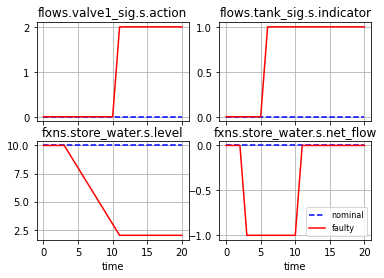 flows.valve1_sig.s.action
flows.tank_sig.s.indicator
2
1
0
1.0
0.5
0.0
fxns.store_water.s.level
fxns.store_water.s.net_flow
10.0
7.5
5.0
2.5
0 5 10 15 20
time
0.0
−0.5
−1.0
nominal
faulty
0 5 10 15 20
time